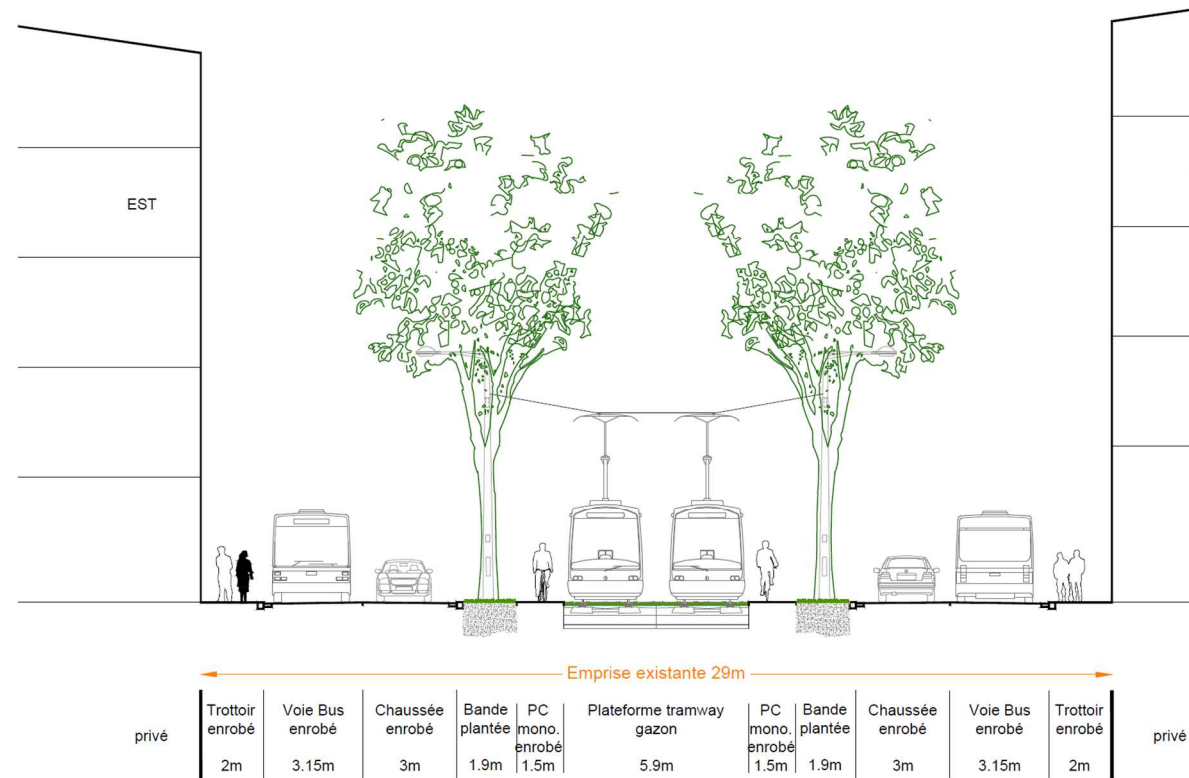 EST
Emprise existante 29m
privé
Trottoir
enrobé
2m
Voie Bus
enrobé
3.15m
Chaussée
enrobé
3m
Bande
plantée
1.9m
PC
mono.
enrobé
1.5m
Plateforme tramway
gazon
5.9m
PC
mono.
enrobé
1.5m
Bande
plantée
1.9m
Chaussée
enrobé
3m
Voie Bus
enrobé
3.15m
Trottoir
enrobé
2m
privé